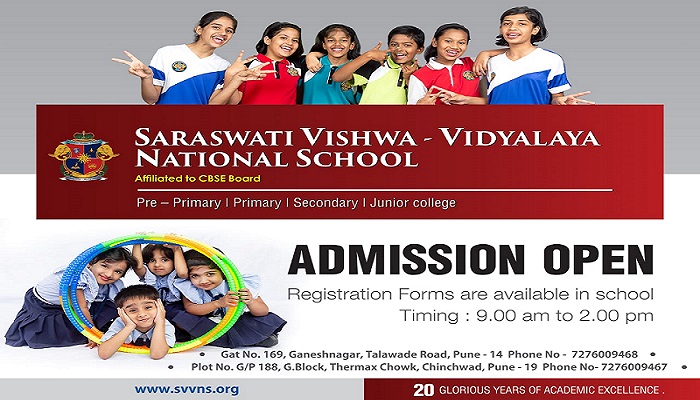 SARASWATI VISHWA - VIDYALAYA
NATIONAL SCHOOL
Affiliated to CBSE Board
Pre – Primary | Primary | Secondary | Junior college
ADMISSION OPEN
Registration Forms are available in school
Timing : 9.00 am to 2.00 pm
• Gat No. 169, Ganeshnagar, Talawade Road, Pune - 14 Phone No - 7276009468 •
• Plot No. G/P 188, G.Block, Thermax Chowk, Chinchwad, Pune - 19 Phone No- 7276009467 •
www.svvns.org
20 GLORIOUS YEARS OF ACADEMIC EXCELLENCE .